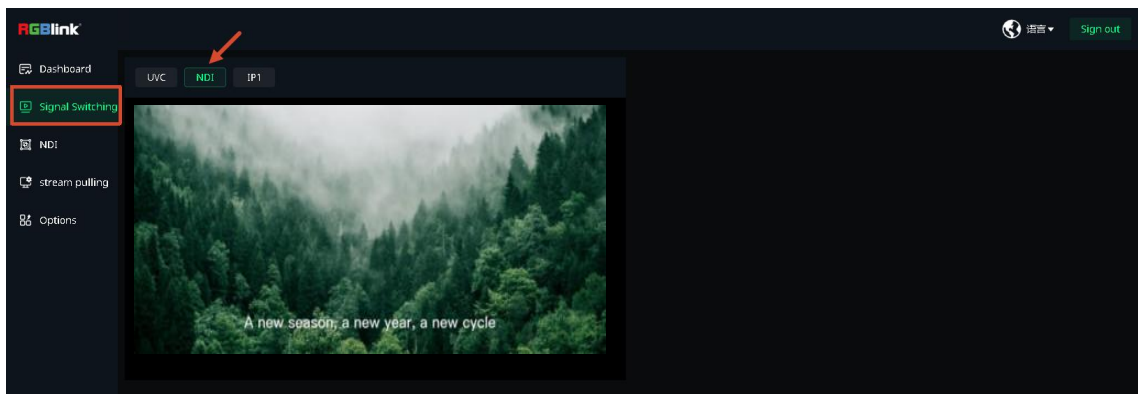 RGBlink
语言
Sign out
Dashboard
Signal Switching
NDI
stream pulling
Options
UVC
NDI
IP1
A new season, a new year, a new cycle